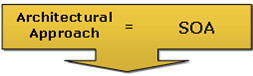 Architectural
Approach = SOA